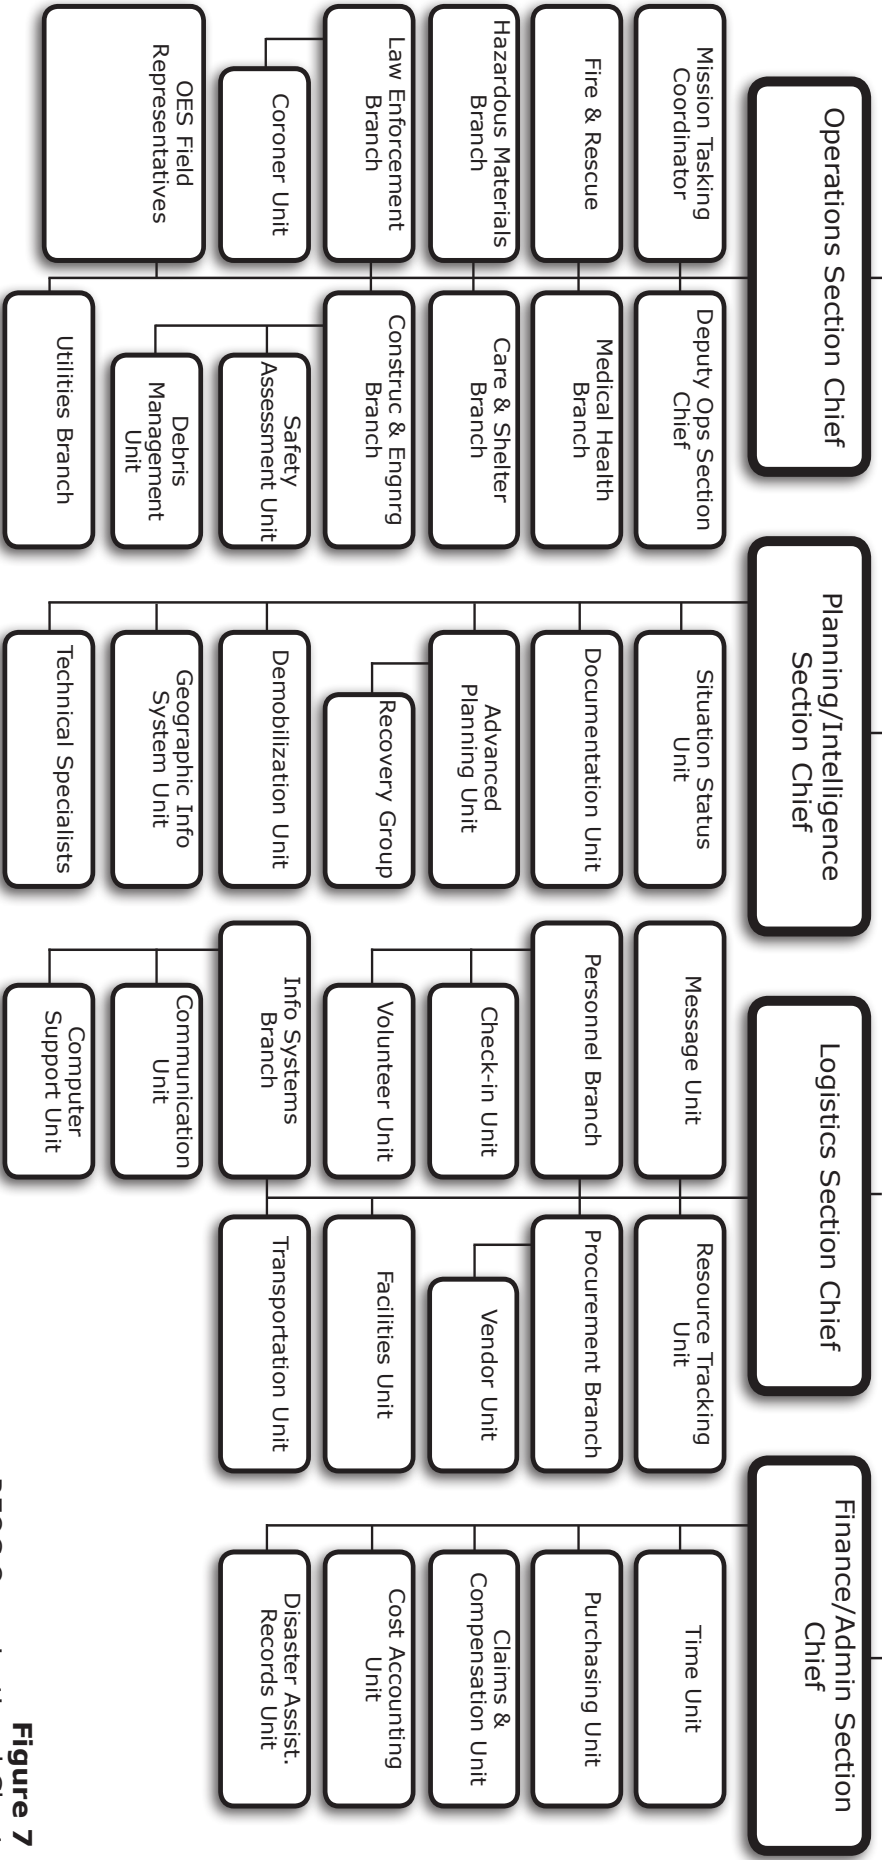 Operations Section Chief
Mission Tasking
Coordinator
Fire & Rescue
Hazardous Materials
Branch
Law Enforcement
Branch
Coroner Unit
OES Field
Representatives
Deputy Ops Section
Chief
Medical Health
Branch
Care & Shelter
Branch
Construc & Engnrg
Branch
Safety
Assessment Unit
Debris
Management
Unit
Utilities Branch
Planning/Intelligence
Section Chief
Situation Status
Unit
Documentation Unit
Advanced
Planning Unit
Recovery Group
Demobilization Unit
Geographic Info
System Unit
Technical Specialists
Logistics Section Chief
Message Unit
Personnel Branch
Check-in Unit
Volunteer Unit
Info Systems
Branch
Communication
Unit
Computer
Support Unit
Resource Tracking
Unit
Procurement Branch
Vendor Unit
Facilities Unit
Transportation Unit
Finance/Admin Section
Chief
Time Unit
Purchasing Unit
Claims &
Compensation Unit
Cost Accounting
Unit
Disaster Assist.
Records Unit
Figure 7